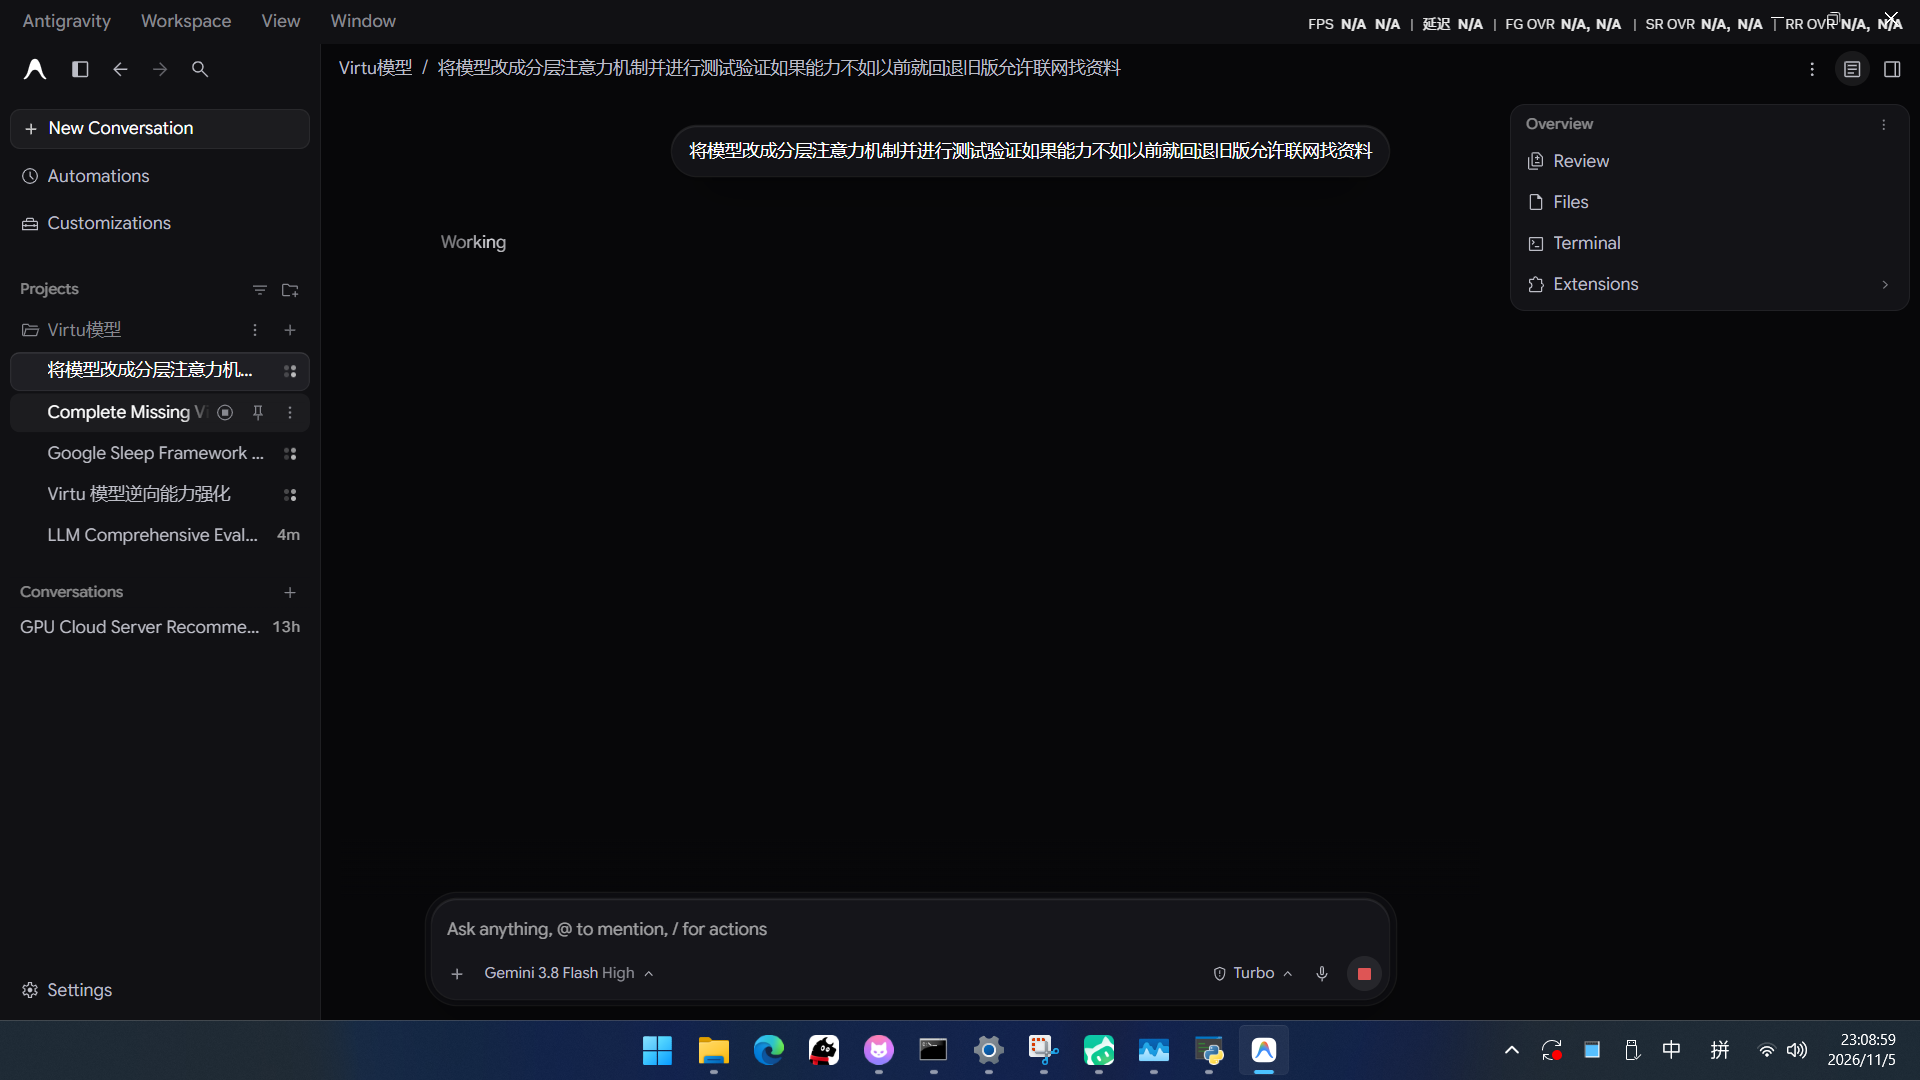 Antigravity Workspace View Window
FPS N/A N/A | 延迟 N/A | FG OVR N/A, N/A | SR OVR N/A, N/A | RR OVR N/A, N/A
Virtu模型 / 将模型改成分层注意力机制并进行测试验证如果能力不如以前就回退旧版允许联网找资料
New Conversation
Automations
Customizations
Projects
Virtu模型
将模型改成分层注意力机...
Complete Missing V
Google Sleep Framework ...
Virtu 模型逆向能力强化
LLM Comprehensive Eval... 4m
Conversations
GPU Cloud Server Recomme... 13h
Settings
将模型改成分层注意力机制并进行测试验证如果能力不如以前就回退旧版允许联网找资料
Working
Overview
Review
Files
Terminal
Extensions
Ask anything, @ to mention, / for actions
Gemini 3.8 Flash High
Turbo
中 拼
23:08:59
2026/11/5